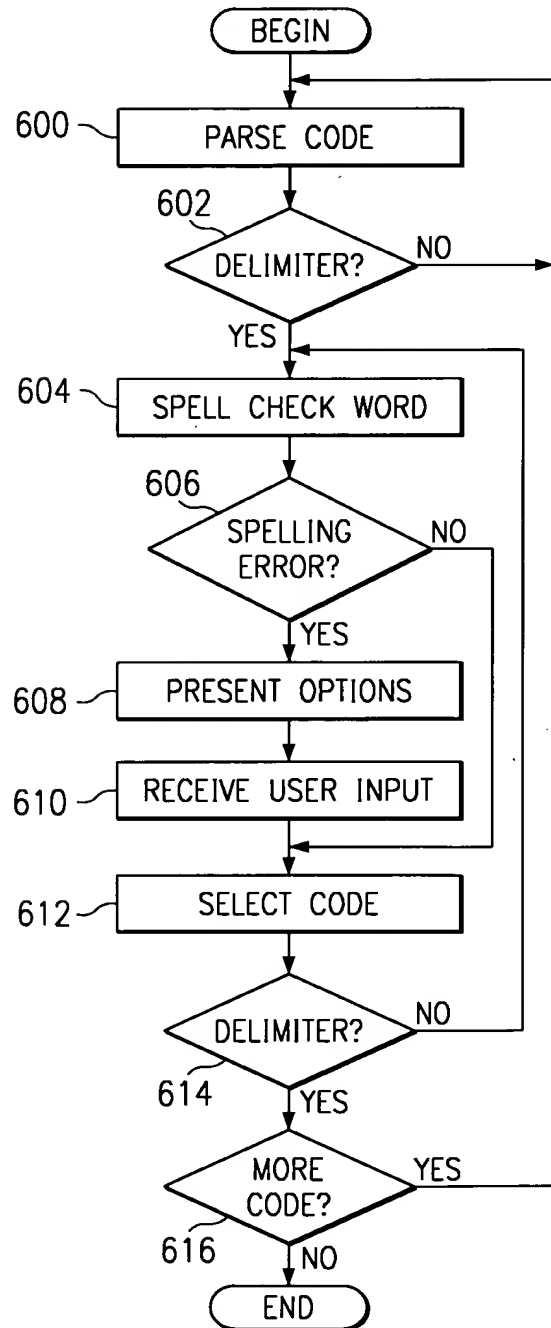 BEGIN
600
PARSE CODE
602
DELIMITER?
NO
YES
604
SPELL CHECK WORD
606
SPELLING
ERROR?
NO
YES
608
PRESENT OPTIONS
610
RECEIVE USER INPUT
612
SELECT CODE
DELIMITER?
NO
614
YES
MORE
CODE?
YES
616
NO
END